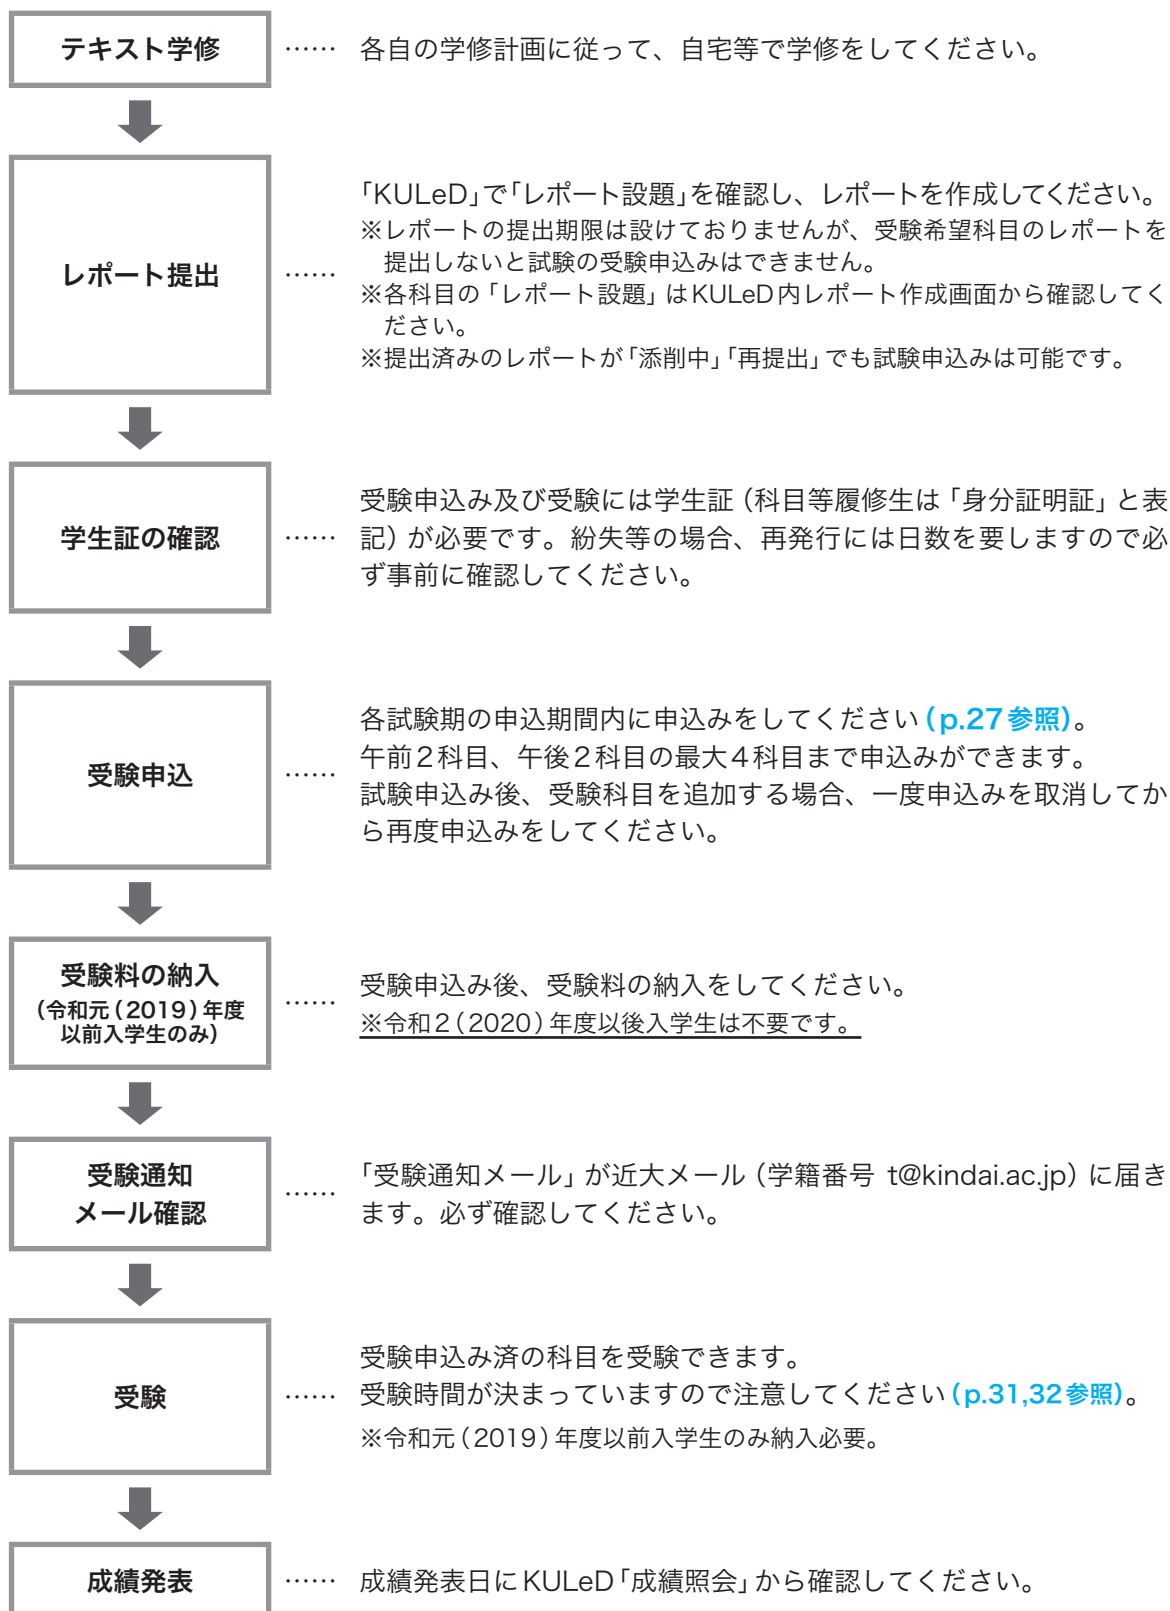 テキスト学修 …… 各自の学修計画に従って、自宅等で学修をしてください。
レポート提出 ……
「KULeD」で「レポート設題」を確認し、レポートを作成してください。
※レポートの提出期限は設けておりませんが、受験希望科目のレポートを
提出しないと試験の受験申込みはできません。
※各科目の「レポート設題」はKULeD内レポート作成画面から確認してく
ださい。
※提出済みのレポートが「添削中」「再提出」でも試験申込みは可能です。
学生証の確認 ……
受験申込み及び受験には学生証（科目等履修生は「身分証明証」と表
記）が必要です。紛失等の場合、再発行には日数を要しますので必
ず事前に確認してください。
受験申込 ……
各試験期の申込期間内に申込みをしてください（p.27参照）。
午前2科目、午後2科目の最大4科目まで申込みができます。
試験申込み後、受験科目を追加する場合、一度申込みを取消してか
ら再度申込みをしてください。
受験料の納入
（令和元（2019）年度
以前入学生のみ）
……
受験申込み後、受験料の納入をしてください。
※令和2（2020）年度以後入学生は不要です。
受験通知
メール確認
……
「受験通知メール」が近大メール（学籍番号 t@kindai.ac.jp）に届き
ます。必ず確認してください。
受験 ……
受験申込み済の科目を受験できます。
受験時間が決まっていますので注意してください（p.31,32参照）。
※令和元（2019）年度以前入学生のみ納入必要。
成績発表 …… 成績発表日にKULeD「成績照会」から確認してください。